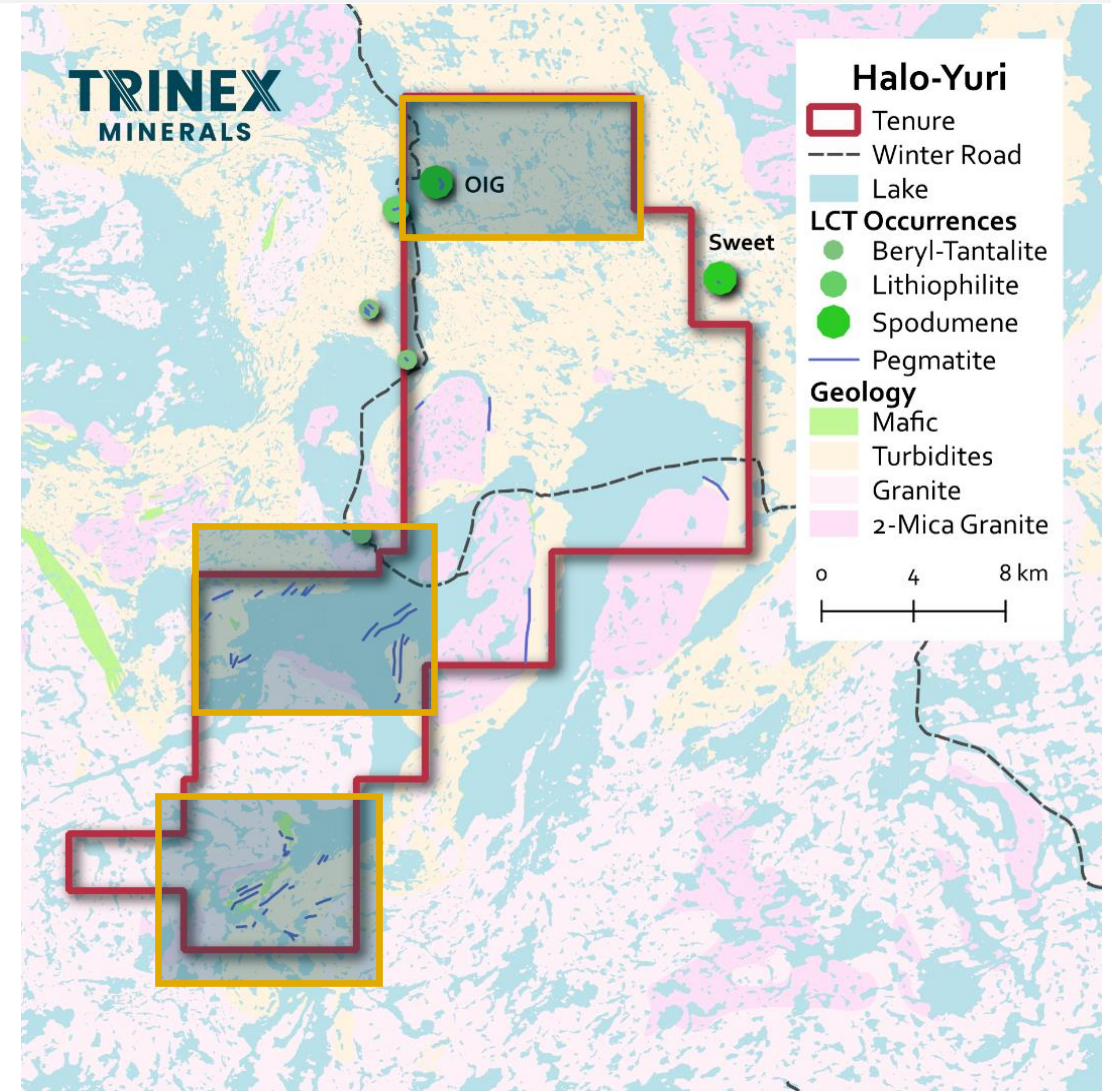 TRINEX
MINERALS
OIG
Sweet
Halo-Yuri
Tenure
Winter Road
Lake
LCT Occurrences
Beryl-Tantalite
Lithiophilite
Spodumene
Pegmatite
Geology
Mafic
Turbidites
Granite
2-Mica Granite
0 4 8 km